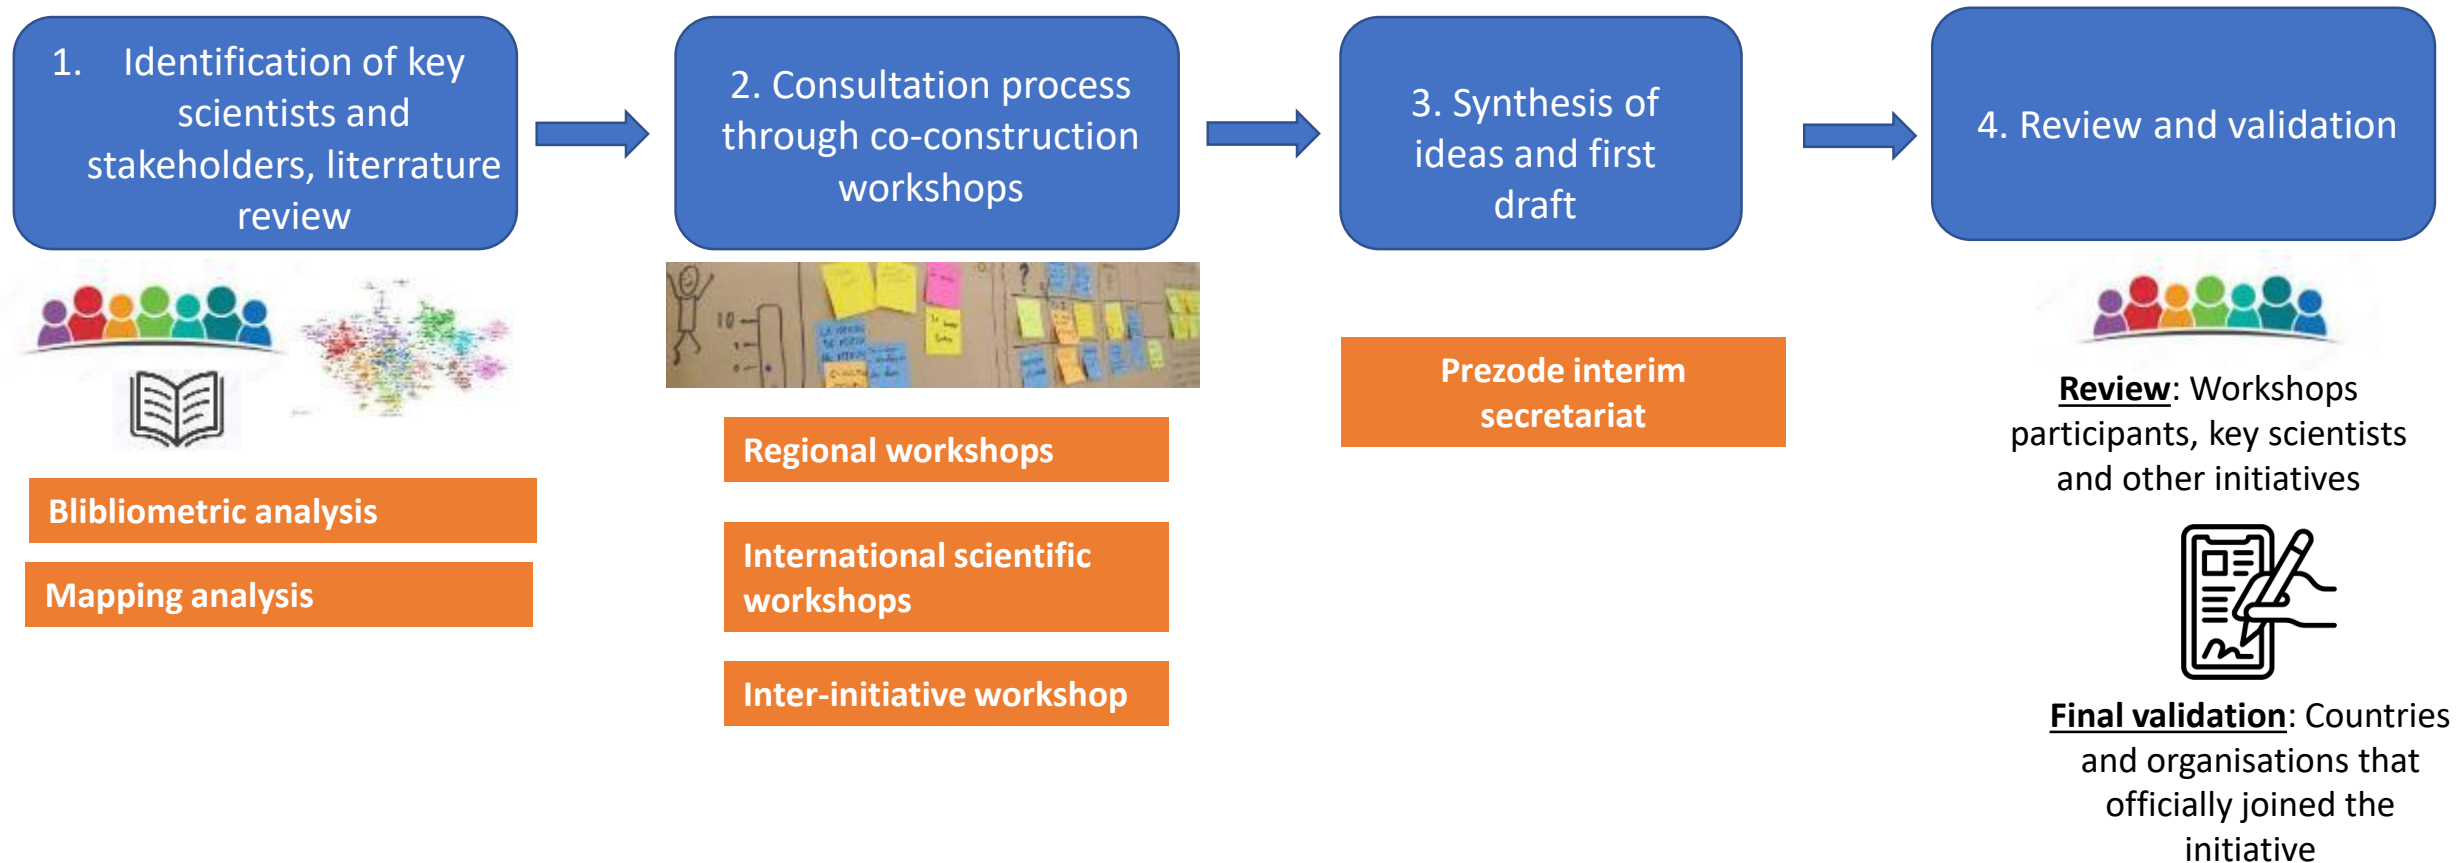 1. Identification of key
scientists and
stakeholders, literrature
review
2. Consultation process
through co-construction
workshops
3. Synthesis of
ideas and first
draft
4. Review and validation
10
?
Blibliometric analysis
Mapping analysis
Regional workshops
International scientific
workshops
Inter-initiative workshop
Prezode interim
secretariat
Review: Workshops
participants, key scientists
and other initiatives
Final validation: Countries
and organisations that
officially joined the
initiative